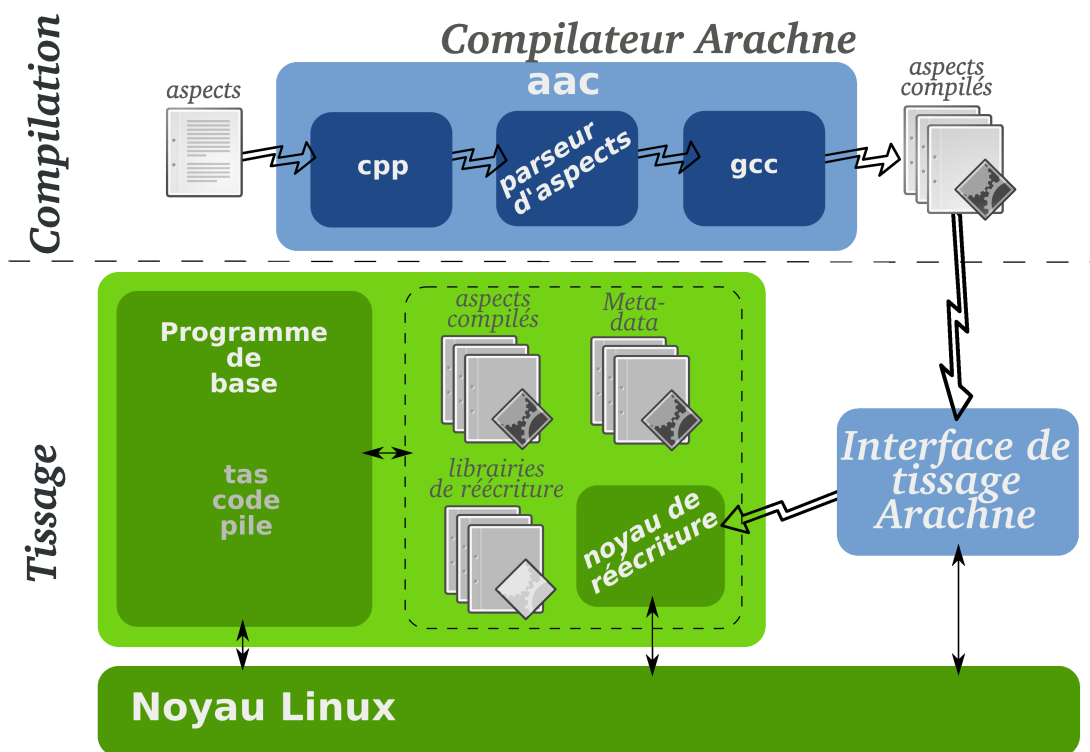 Compilation
Compilateur Arachne
aac
aspects
cpp
parseur
d'aspects
gcc
aspects
compilés
Tissage
Programme
de
base
tas
code
pile
aspects
compilés
Meta-
data
librairies
de réécriture
noyau de
réécriture
Interface de
tissage
Arachne
Noyau Linux